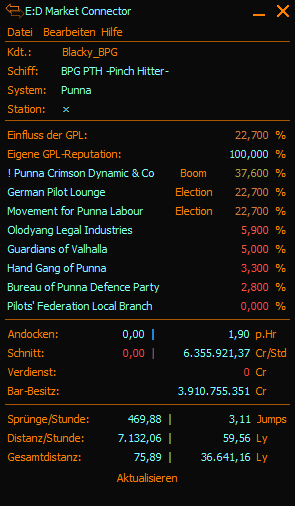 E:D Market Connector
Datei Bearbeiten Hilfe
Kdt.: Blacky_BPG
Schiff: BPG PTH -Pinch Hitter-
System: Punna
Station: ×
Einfluss der GPL: 22,700 %
Eigene GPL-Reputation: 100,000 %
! Punna Crimson Dynamic & Co Boom 37,600 %
German Pilot Lounge Election 22,700 %
Movement for Punna Labour Election 22,700 %
Olodyang Legal Industries 5,900 %
Guardians of Valhalla 5,000 %
Hand Gang of Punna 3,300 %
Bureau of Punna Defence Party 2,800 %
Pilots' Federation Local Branch 0,000 %
Andocken: 0,00 | 1,90 p.Hr
Schnitt: 0,00 | 6.355.921,37 Cr/Std
Verdienst: 0 Cr
Bar-Besitz: 3.910.755.351 Cr
Sprünge/Stunde: 469,88 | 3,11 Jumps
Distanz/Stunde: 7.132,06 | 59,56 Ly
Gesamtdistanz: 75,89 | 36.641,16 Ly
Aktualisieren